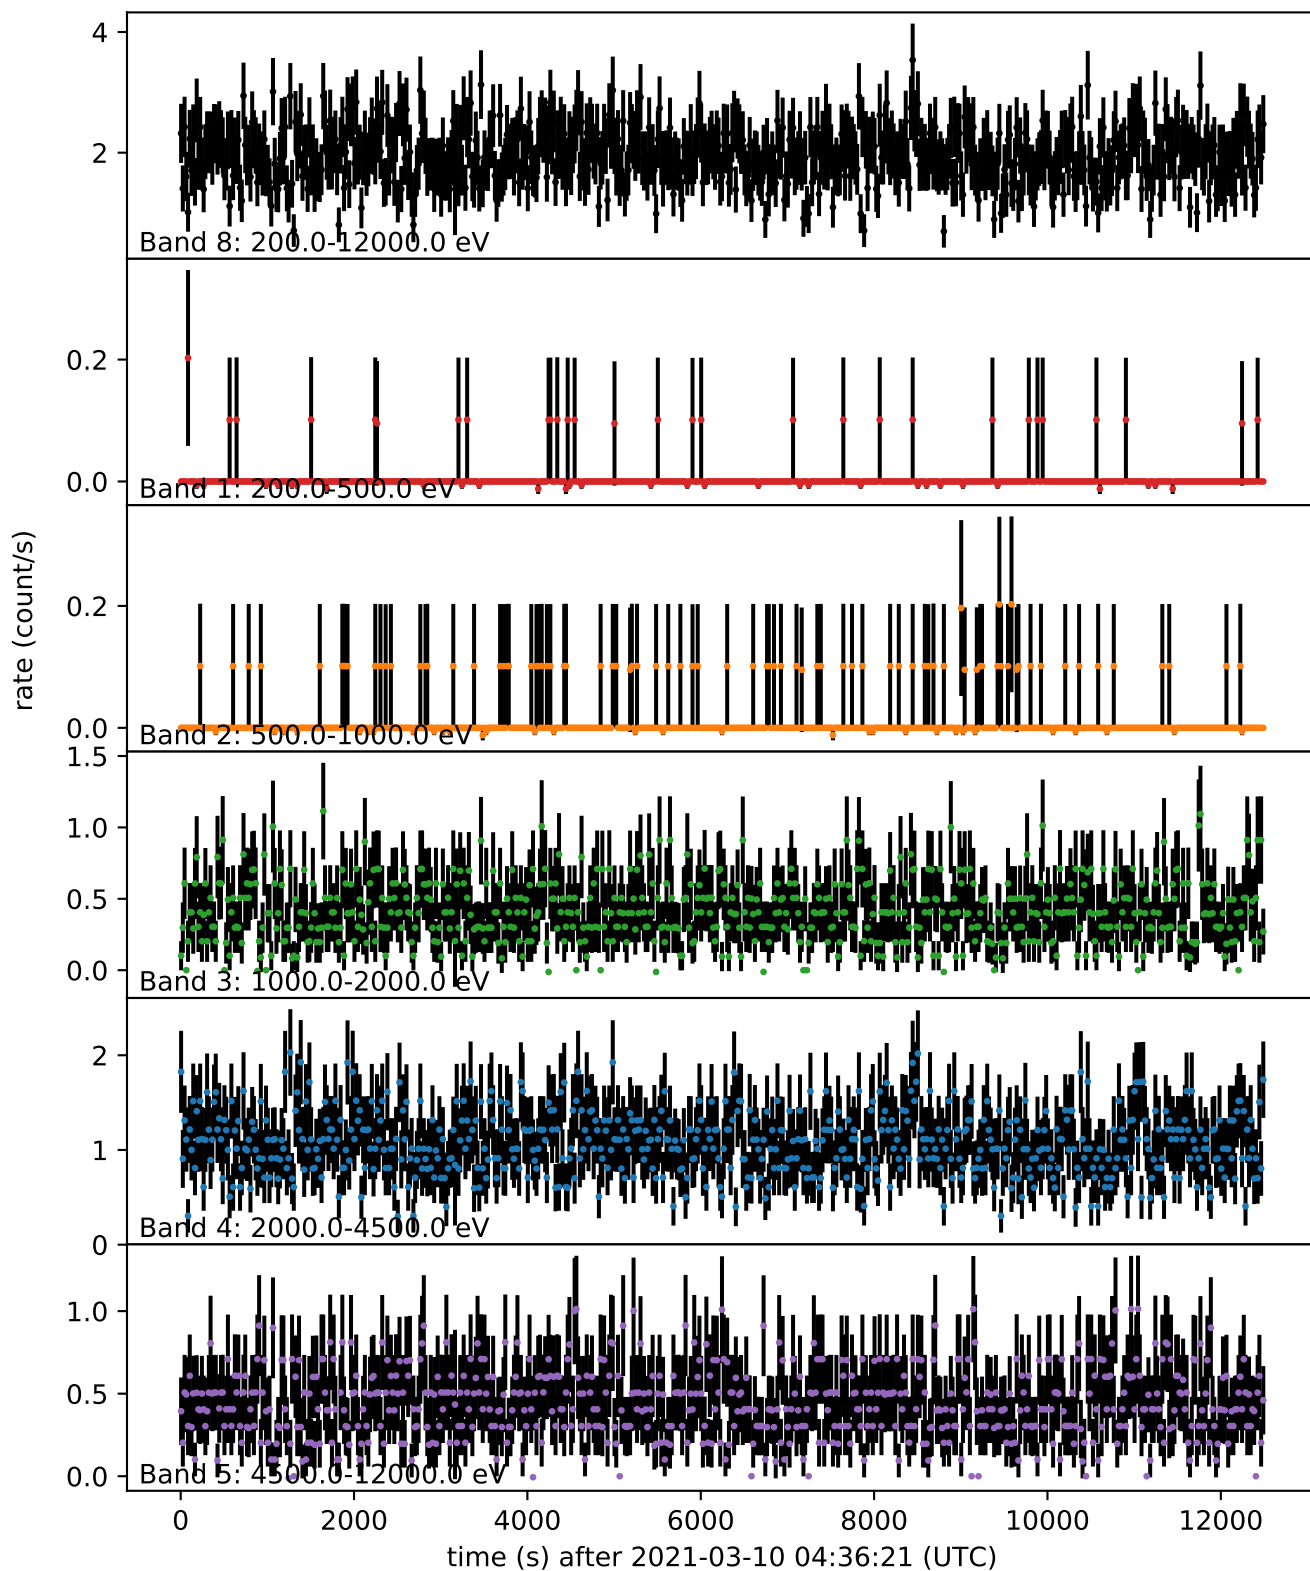 4
2
Band 8: 200.0-12000.0 eV
0.2
0.0
Band 1: 200.0-500.0 eV
rate (count/s)
0.2
0.0
Band 2: 500.0-1000.0 eV
1.5
1.0
0.5
0.0
Band 3: 1000.0-2000.0 eV
2
1
0
Band 4: 2000.0-4500.0 eV
1.0
0.5
0.0
Band 5: 4500.0-12000.0 eV
0 2000 4000 6000 8000 10000 12000
time (s) after 2021-03-10 04:36:21 (UTC)